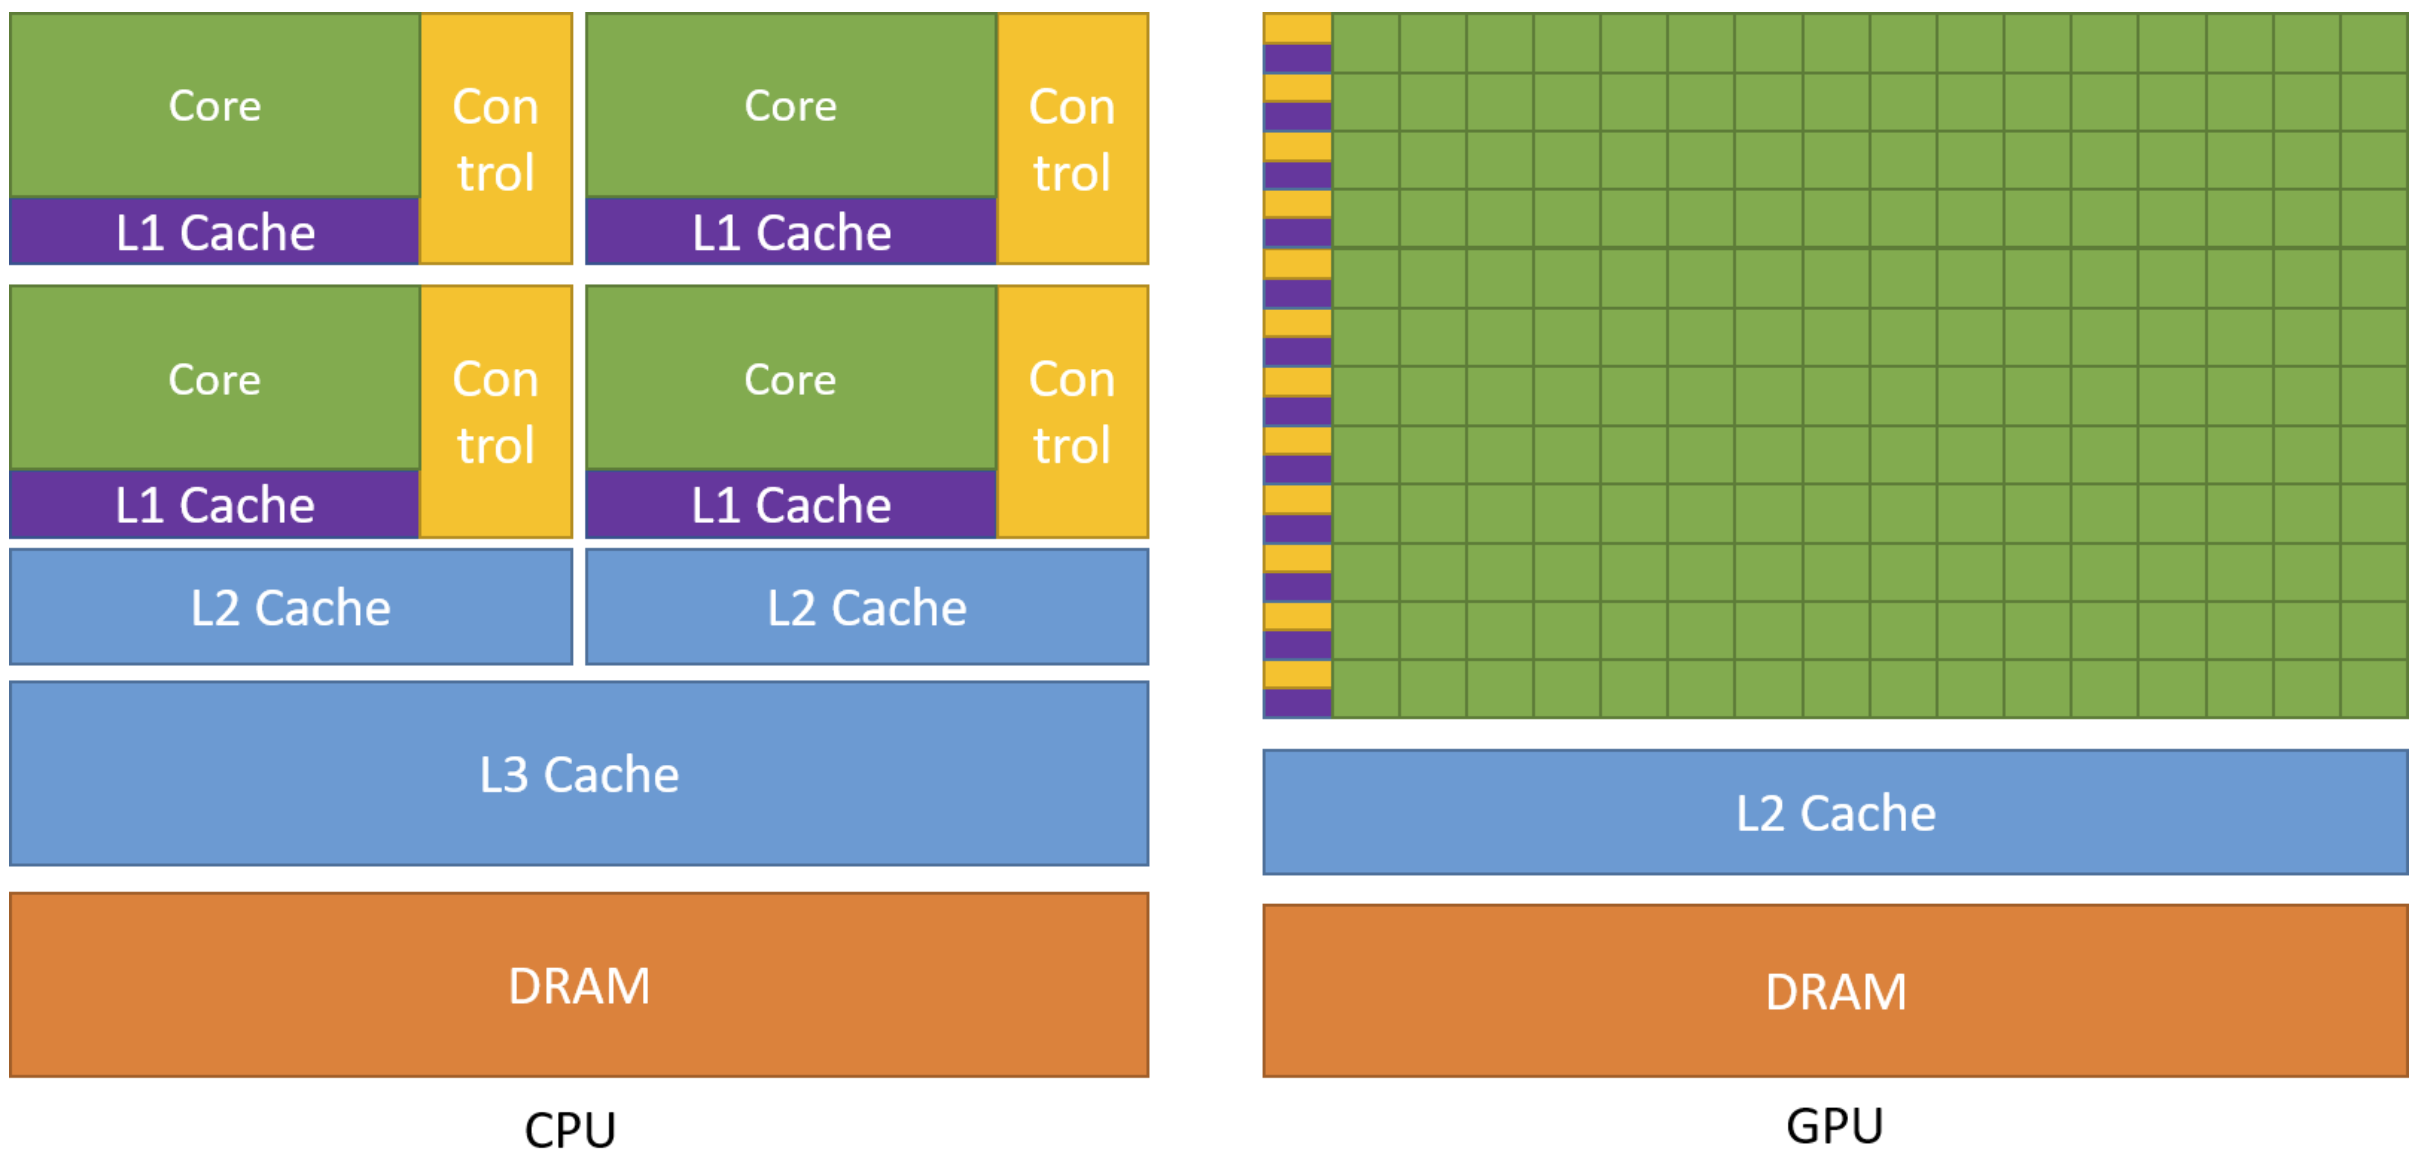 Core
Con
trol
Core
Con
trol
L1 Cache
L1 Cache
Core
Con
trol
Core
Con
trol
L1 Cache
L1 Cache
L2 Cache
L2 Cache
L3 Cache
DRAM
CPU
L2 Cache
DRAM
GPU